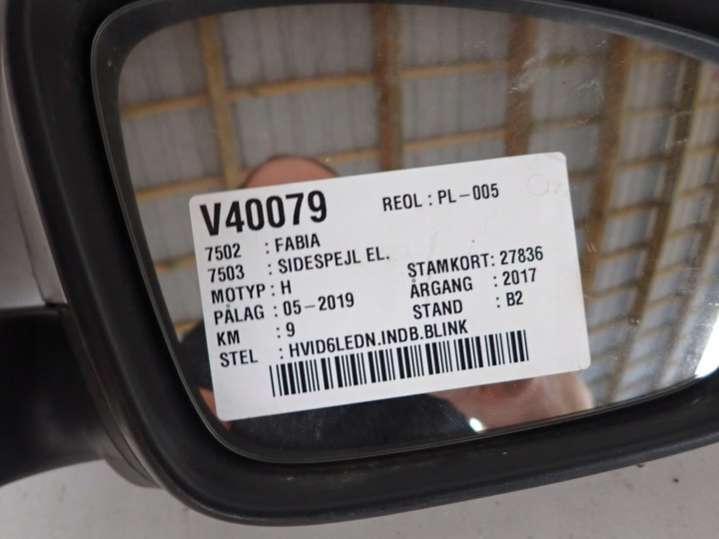 V40079 REOL : PL-005
7502 : FABIA
7503 : SIDESPEJL EL.
MOTYP : H STAMKORT: 27836
PÅLAG : 05-2019 ÅRGANG : 2017
KM : 9 STAND : B2
STEL : HVID6LEDN.INDB.BLINK